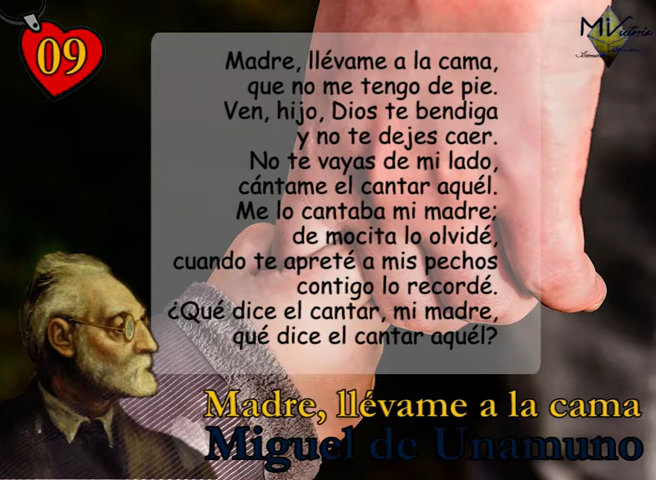 09
Mi Victoria
Madre, llévame a la cama,
que no me tengo de pie.
Ven, hijo, Dios te bendiga
y no te dejes caer.
No te vayas de mi lado,
cántame el cantar aquél.
Me lo cantaba mi madre;
de mocita lo olvidé,
cuando te apreté a mis pechos
contigo lo recordé.
¿Qué dice el cantar, mi madre,
qué dice el cantar aquél?
Madre, llévame a la cama
Miguel de Unamuno